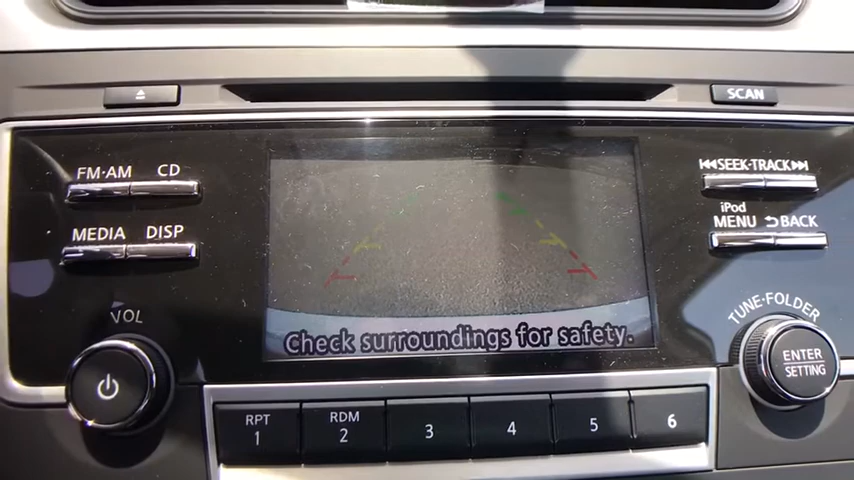 SCAN
FM·AM CD
SEEK·TRACK
iPod
MENU BACK
MEDIA DISP
VOL
TUNE·FOLDER
Check surroundings for safety.
ENTER
SETTING
RPT RDM
1 2 3 4 5 6